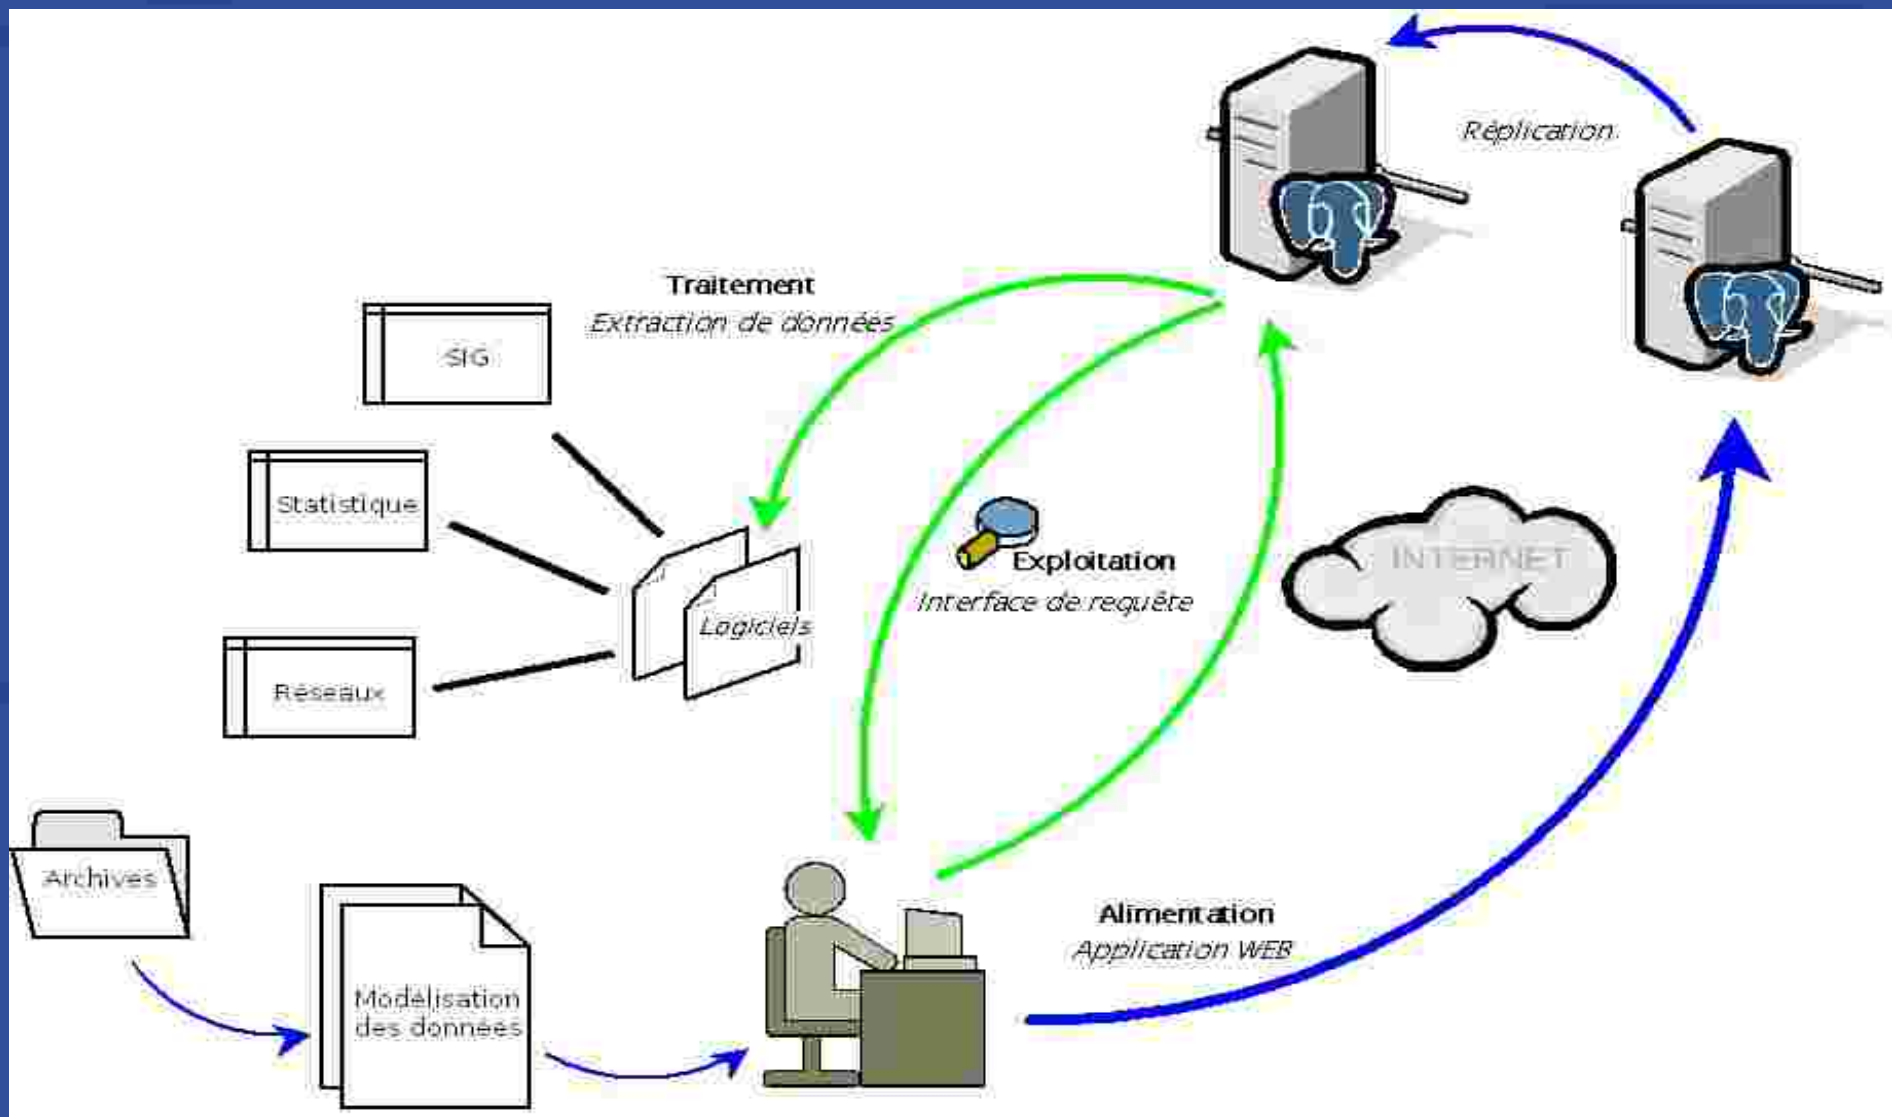 Réplication
Traitement
Extraction de données
SIG
Statistique
Exploitation
Interface de requête
INTERNET
Logiciels
Réseaux
Archives
Alimentation
Application WEB
Modélisation
des données